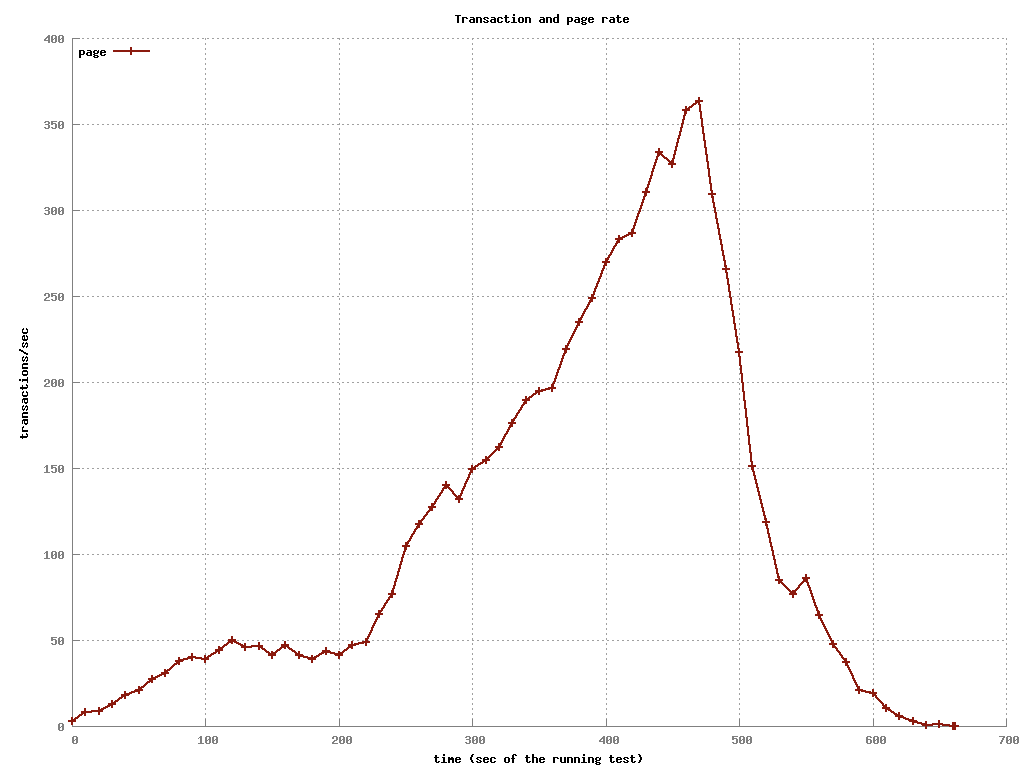 Transaction and page rate
400
page
350
300
250
200
150
100
50
0
transactions/sec
0 100 200 300 400 500 600 700
time (sec of the running test)